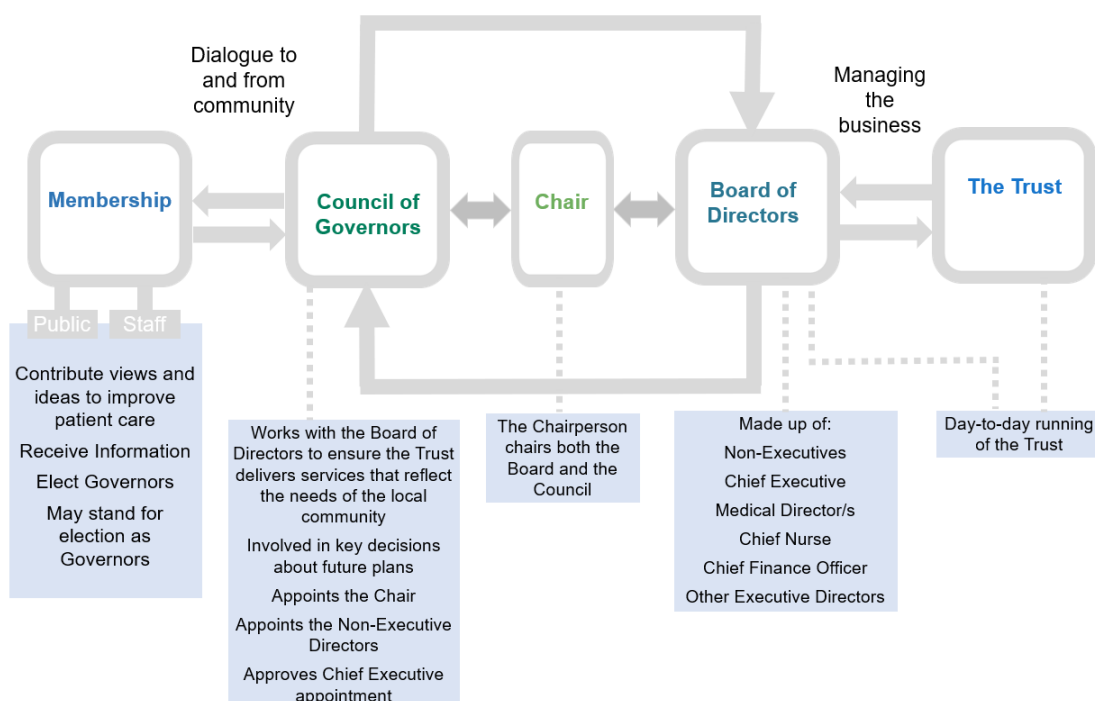 Dialogue to
and from
community
Managing
the
business
Membership
Council of
Governors
Chair
Board of
Directors
The Trust
Public
Staff
Contribute views and
ideas to improve
patient care
Receive Information
Elect Governors
May stand for
election as
Governors
Works with the Board of
Directors to ensure the Trust
delivers services that reflect
the needs of the local
community
Involved in key decisions
about future plans
Appoints the Chair
Appoints the Non-Executive
Directors
Approves Chief Executive
appointment
The Chairperson
chairs both the
Board and the
Council
Made up of:
Non-Executives
Chief Executive
Medical Director/s
Chief Nurse
Chief Finance Officer
Other Executive Directors
Day-to-day running
of the Trust